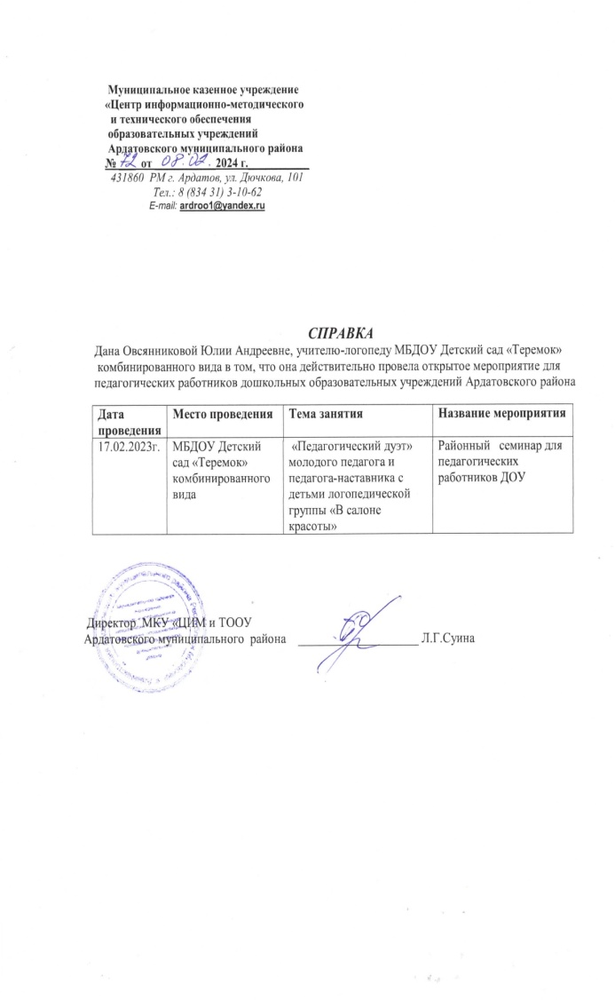 Муниципальное казенное учреждение
«Центр информационно-методического
и технического обеспечения
образовательных учреждений
Ардатовского муниципального района
№ 72 от 08.02. 2024 г.
431860 РМ г. Ардатов, ул. Дючкова, 101
Тел.: 8 (834 31) 3-10-62
E-mail: ardroo1@yandex.ru
СПРАВКА
Дана Овсянниковой Юлии Андреевне, учителю-логопеду МБДОУ Детский сад «Теремок»
комбинированного вида в том, что она действительно провела открытое мероприятие для
педагогических работников дошкольных образовательных учреждений Ардатовского района
Дата проведения
Место проведения
Тема занятия
Название мероприятия
17.02.2023г.
МБДОУ Детский
сад «Теремок»
комбинированного
вида
«Педагогический дуэт»
молодого педагога и
педагога-наставника с
детьми логопедической
группы «В салоне
красоты»
Районный семинар для
педагогических
работников ДОУ
Директор МКУ «ЦИМ и ТООУ
Ардатовского муниципального района Л.Г.Суина